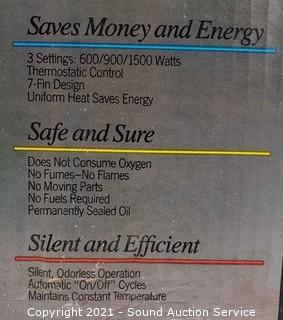 Saves Money and Energy
3 Settings: 600/900/1500 Watts
Thermostatic Control
7-Fin Design
Uniform Heat Saves Energy
Safe and Sure
Does Not Consume Oxygen
No Fumes—No Flames
No Moving Parts
No Fuels Required
Permanently Sealed Oil
Silent and Efficient
Silent, Odorless Operation
Automatic "On/Off" Cycles
Maintains Constant Temperature
Copyright 2021 - Sound Auction Service